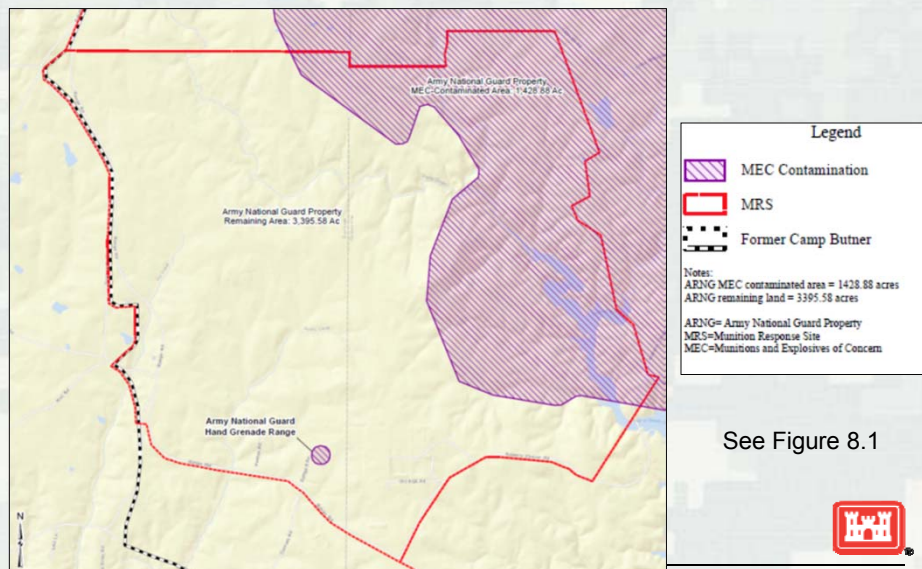 Army National Guard Property
MEC Contaminated Area: 1,428.88 Ac
Army National Guard Property
Remaining Area: 3,395.58 Ac
Army National Guard
Hand Grenade Range
N
Legend
MEC Contamination
MRS
Former Camp Butner
Notes:
ARNG MEC contaminated area = 1428.88 acres
ARNG remaining land = 3395.58 acres
ARNG= Army National Guard Property
MRS=Munition Response Site
MEC=Munitions and Explosives of Concern
See Figure 8.1
®